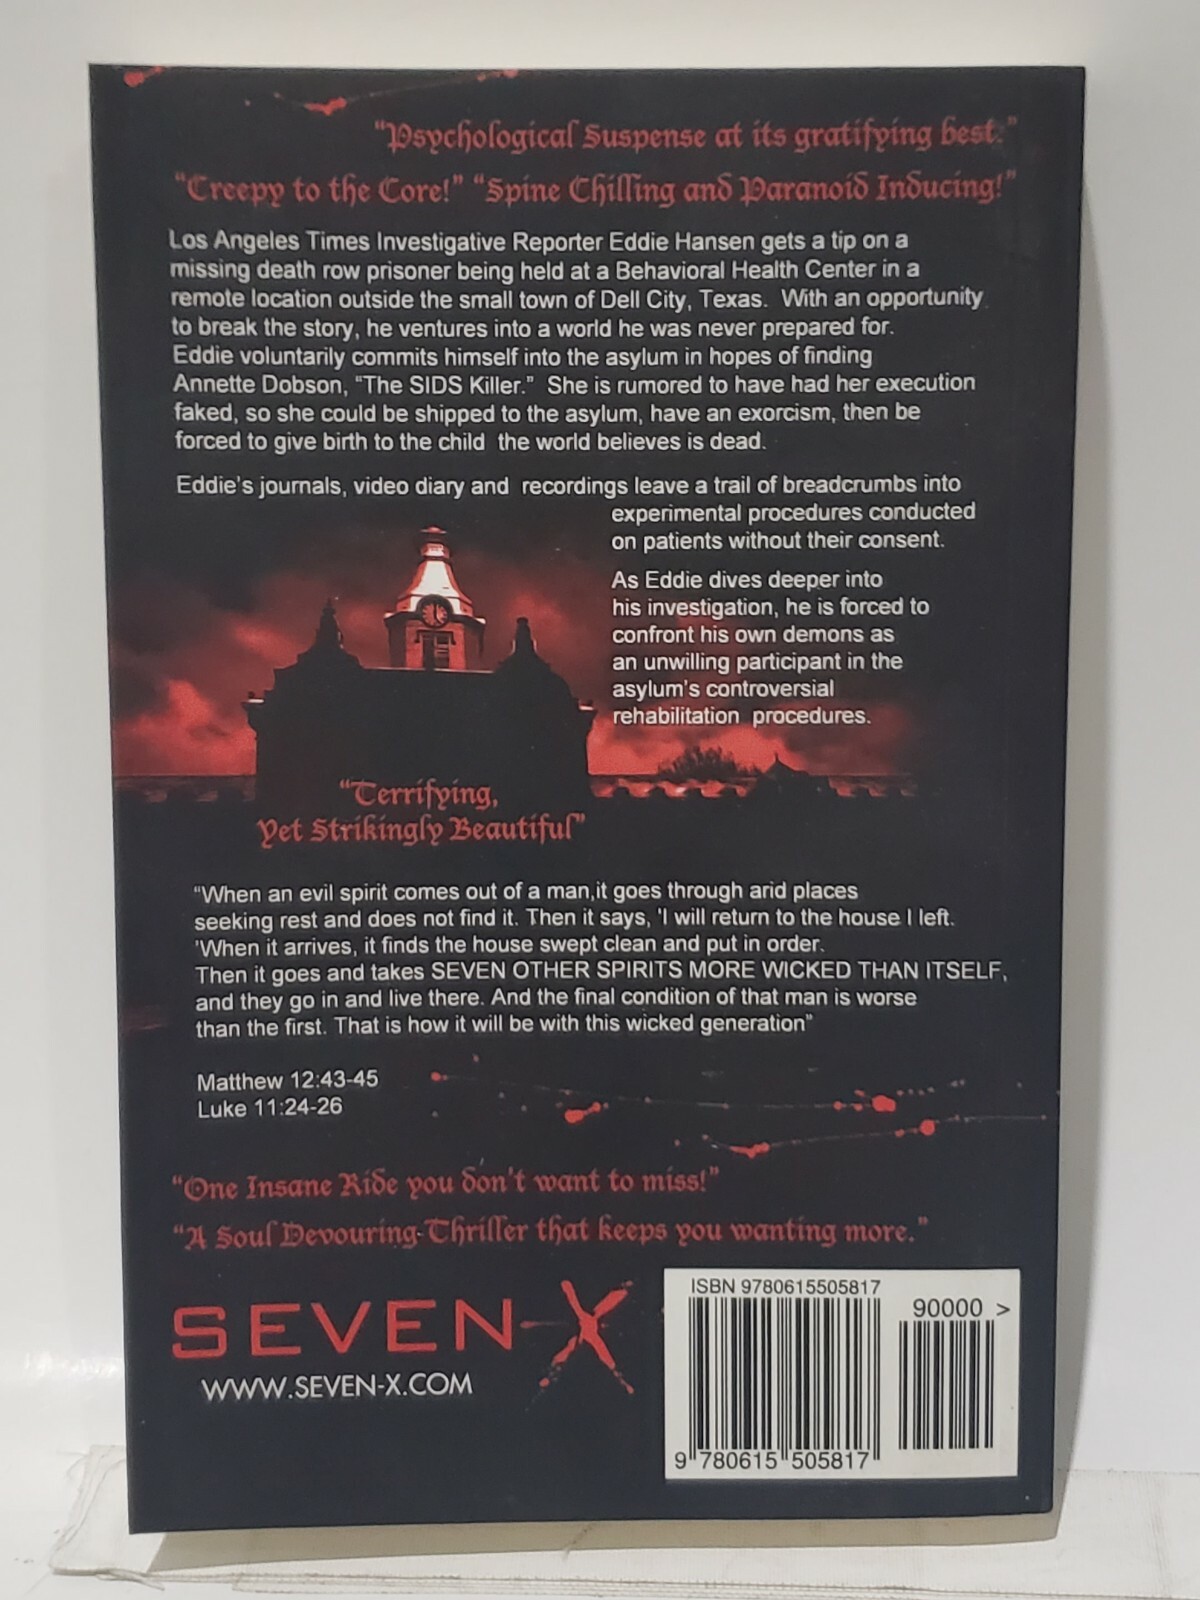 "Psychological Suspense at its gratifying best."
"Creepy to the Core!" "Spine Chilling and Paranoid Inducing!"
Los Angeles Times Investigative Reporter Eddie Hansen gets a tip on a
missing death row prisoner being held at a Behavioral Health Center in a
remote location outside the small town of Dell City, Texas. With an opportunity
to break the story, he ventures into a world he was never prepared for.
Eddie voluntarily commits himself into the asylum in hopes of finding
Annette Dobson, "The SIDS Killer." She is rumored to have had her execution
faked, so she could be shipped to the asylum, have an exorcism, then be
forced to give birth to the child the world believes is dead.
Eddie's journals, video diary and recordings leave a trail of breadcrumbs into
experimental procedures conducted
on patients without their consent.
As Eddie dives deeper into
his investigation, he is forced to
confront his own demons as
an unwilling participant in the
asylum's controversial
rehabilitation procedures.
"Terrifying,
Yet Strikingly Beautiful"
"When an evil spirit comes out of a man,it goes through arid places
seeking rest and does not find it. Then it says, 'I will return to the house I left.
'When it arrives, it finds the house swept clean and put in order.
Then it goes and takes SEVEN OTHER SPIRITS MORE WICKED THAN ITSELF,
and they go in and live there. And the final condition of that man is worse
than the first. That is how it will be with this wicked generation"
Matthew 12:43-45
Luke 11:24-26
"One Insane Ride you don't want to miss!"
"A Soul Devouring Thriller that keeps you wanting more."
SEVEN-X
WWW.SEVEN-X.COM
ISBN 9780615505817
90000 >
9 780615 505817